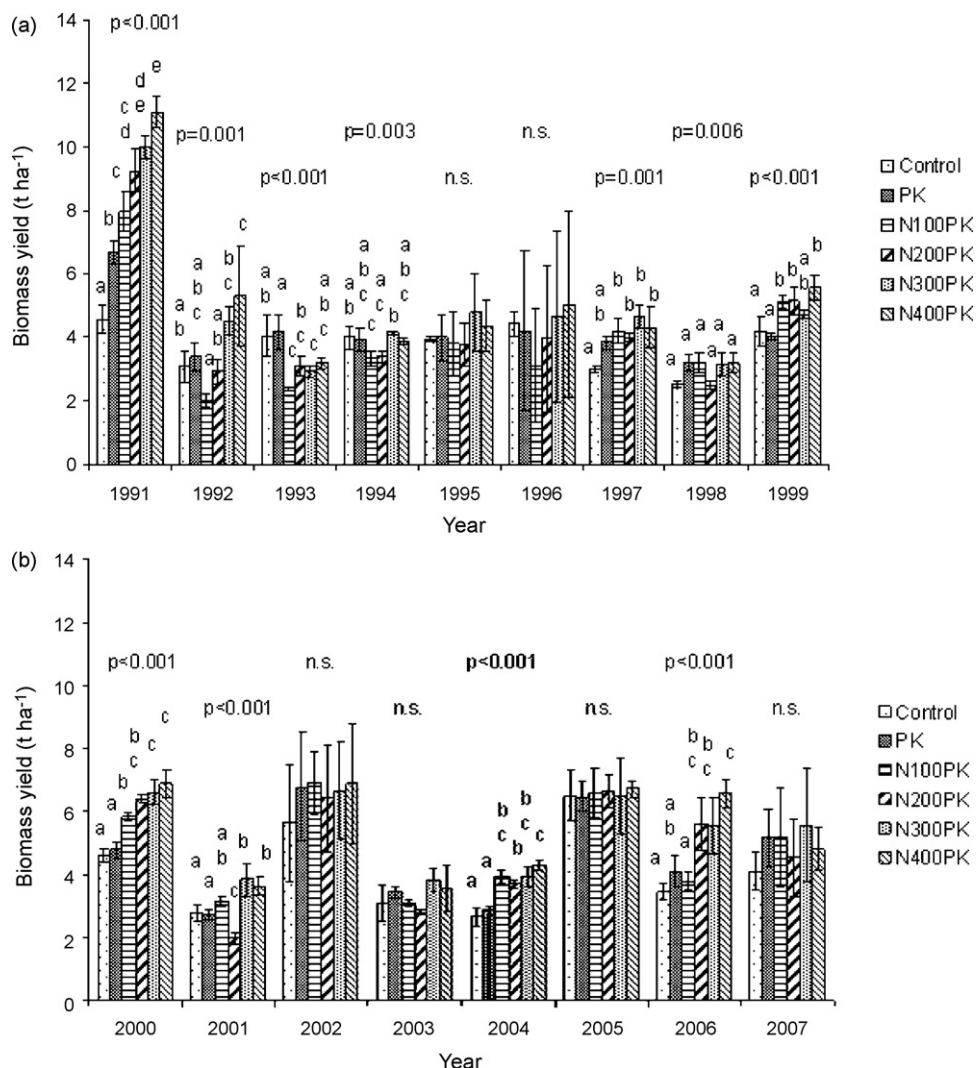 (a)
14
12
10
8
6
4
2
0
Biomass yield (t ha-1)
p<0.001
p=0.001
p<0.001
p=0.003
n.s.
n.s.
p=0.001
p=0.006
p<0.001
a b c c d d e e
a b a b c a a b b c c
a b a c b c c a b c
a b a b c c c a b a b c
a a b b b b b
a a a a a a
a a b b a b b
1991 1992 1993 1994 1995 1996 1997 1998 1999
Year
Control
PK
N100PK
N200PK
N300PK
N400PK
(b)
14
12
10
8
6
4
2
0
Biomass yield (t ha-1)
p<0.001
p<0.001
n.s.
n.s.
p<0.001
n.s.
p<0.001
n.s.
a a b b c c c
a a a b c b b
a a b c b b c c
a a b a b c b c c
2000 2001 2002 2003 2004 2005 2006 2007
Year
Control
PK
N100PK
N200PK
N300PK
N400PK